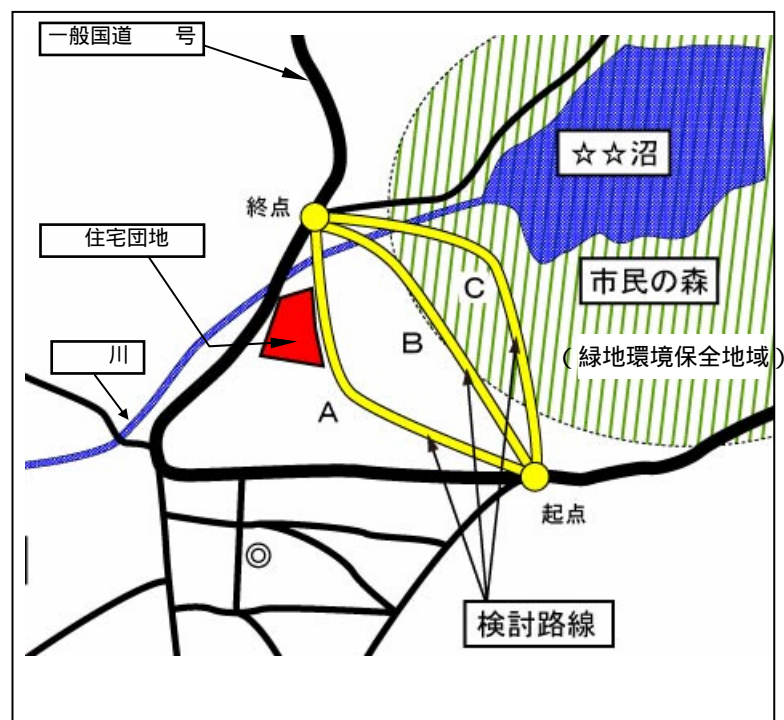 一般国道　　号
☆☆沼
終点
住宅団地
市民の森
C
B
(緑地環境保全地域)
川
A
起点
◎
検討路線